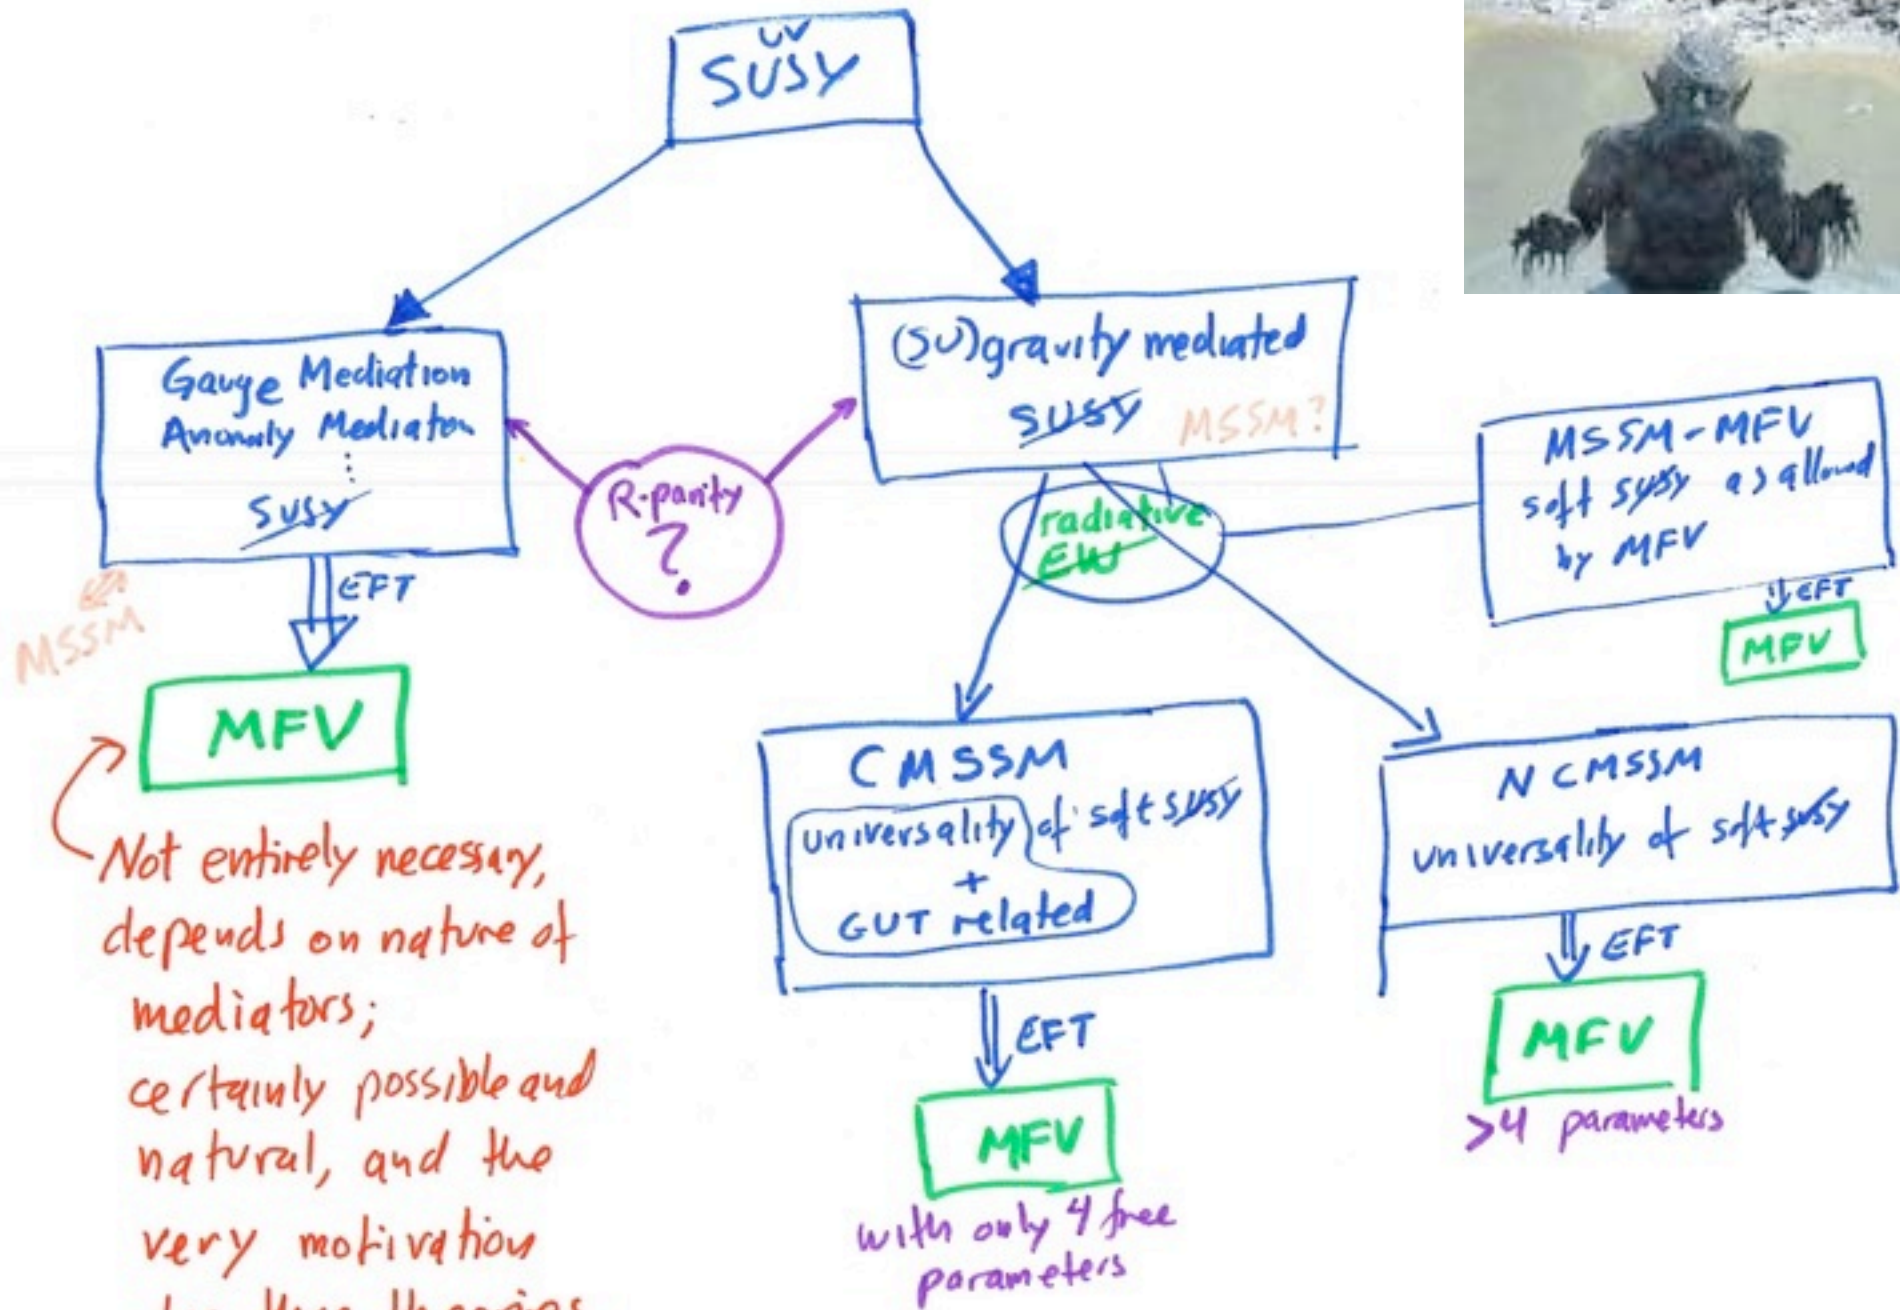 UV
SUSY
Gauge Mediation
Anomaly Mediaton
SUSY
EFT
MSSM
MFV
Not entirely necessary,
depends on nature of
mediators;
certainly possible and
natural, and the
very motivation
R-parity
?
(SU)gravity mediated
SUSY MSSM?
radiative
EW
CMSSM
universality of soft SUSY
+
GUT related
EFT
MFV
with only 4 free
parameters
MSSM-MFV
soft SUSY as allowed
by MFV
EFT
MFV
NCMSSM
universality of soft SUSY
EFT
MFV
>4 parameters